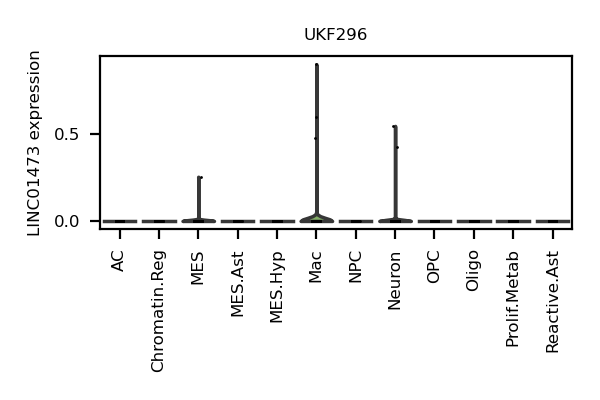 UKF296
LINC01473 expression
0.5
0.0
AC
Chromatin.Reg
MES
MES.Ast
MES.Hyp
Mac
NPC
Neuron
OPC
Oligo
Prolif.Metab
Reactive.Ast